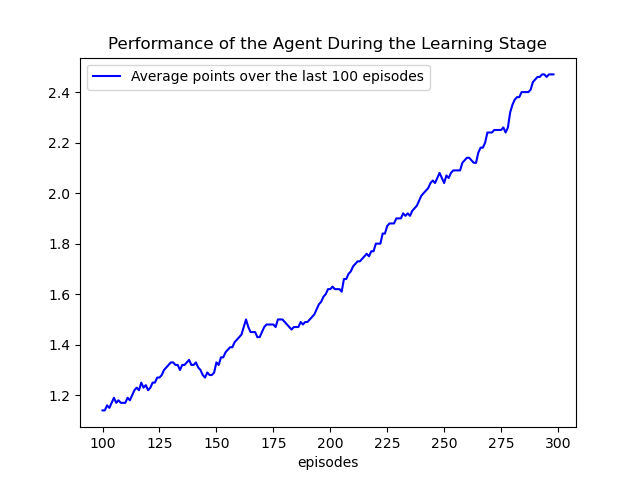 Performance of the Agent During the Learning Stage
Average points over the last 100 episodes
2.4
2.2
2.0
1.8
1.6
1.4
1.2
100 125 150 175 200 225 250 275 300
episodes